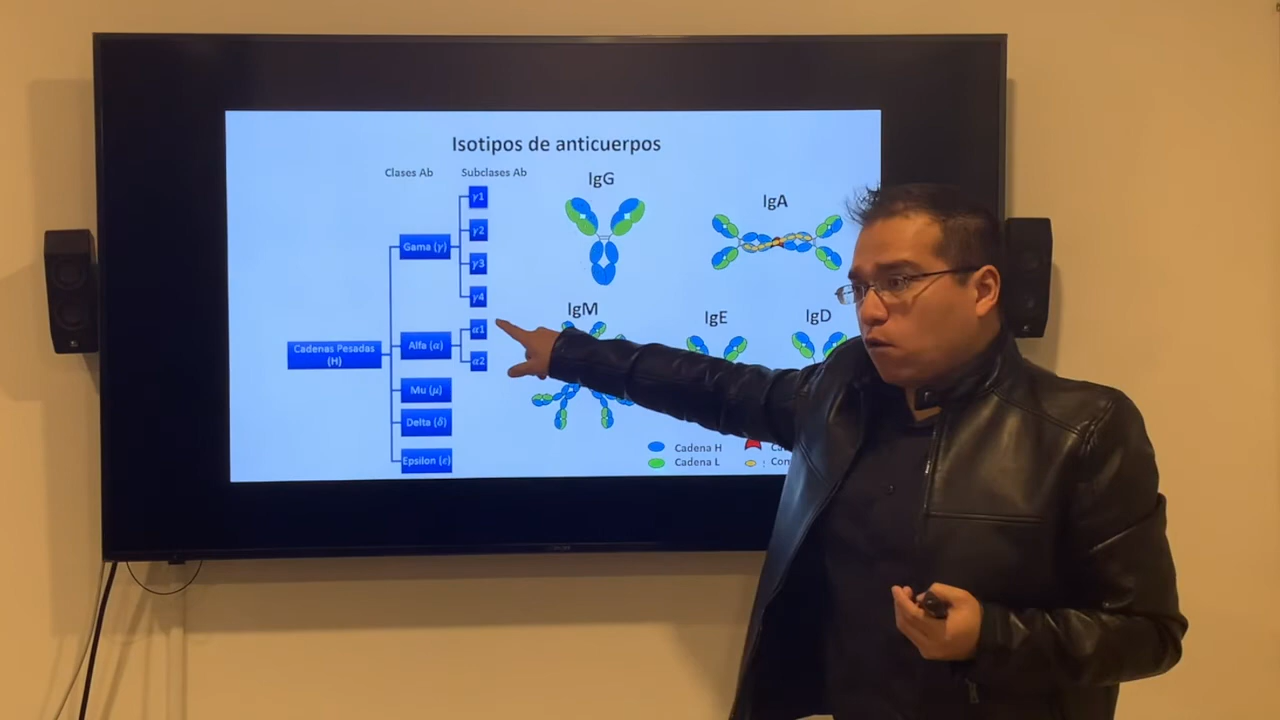 Isotipos de anticuerpos
Clases Ab
Subclases Ab
Cadenas Pesadas
(H)
Gama (γ)
γ1
γ2
γ3
γ4
Alfa (α)
α1
α2
Mu (μ)
Delta (δ)
Epsilon (ε)
IgG
IgA
IgM
IgE
IgD
Cadena H
Cadena L